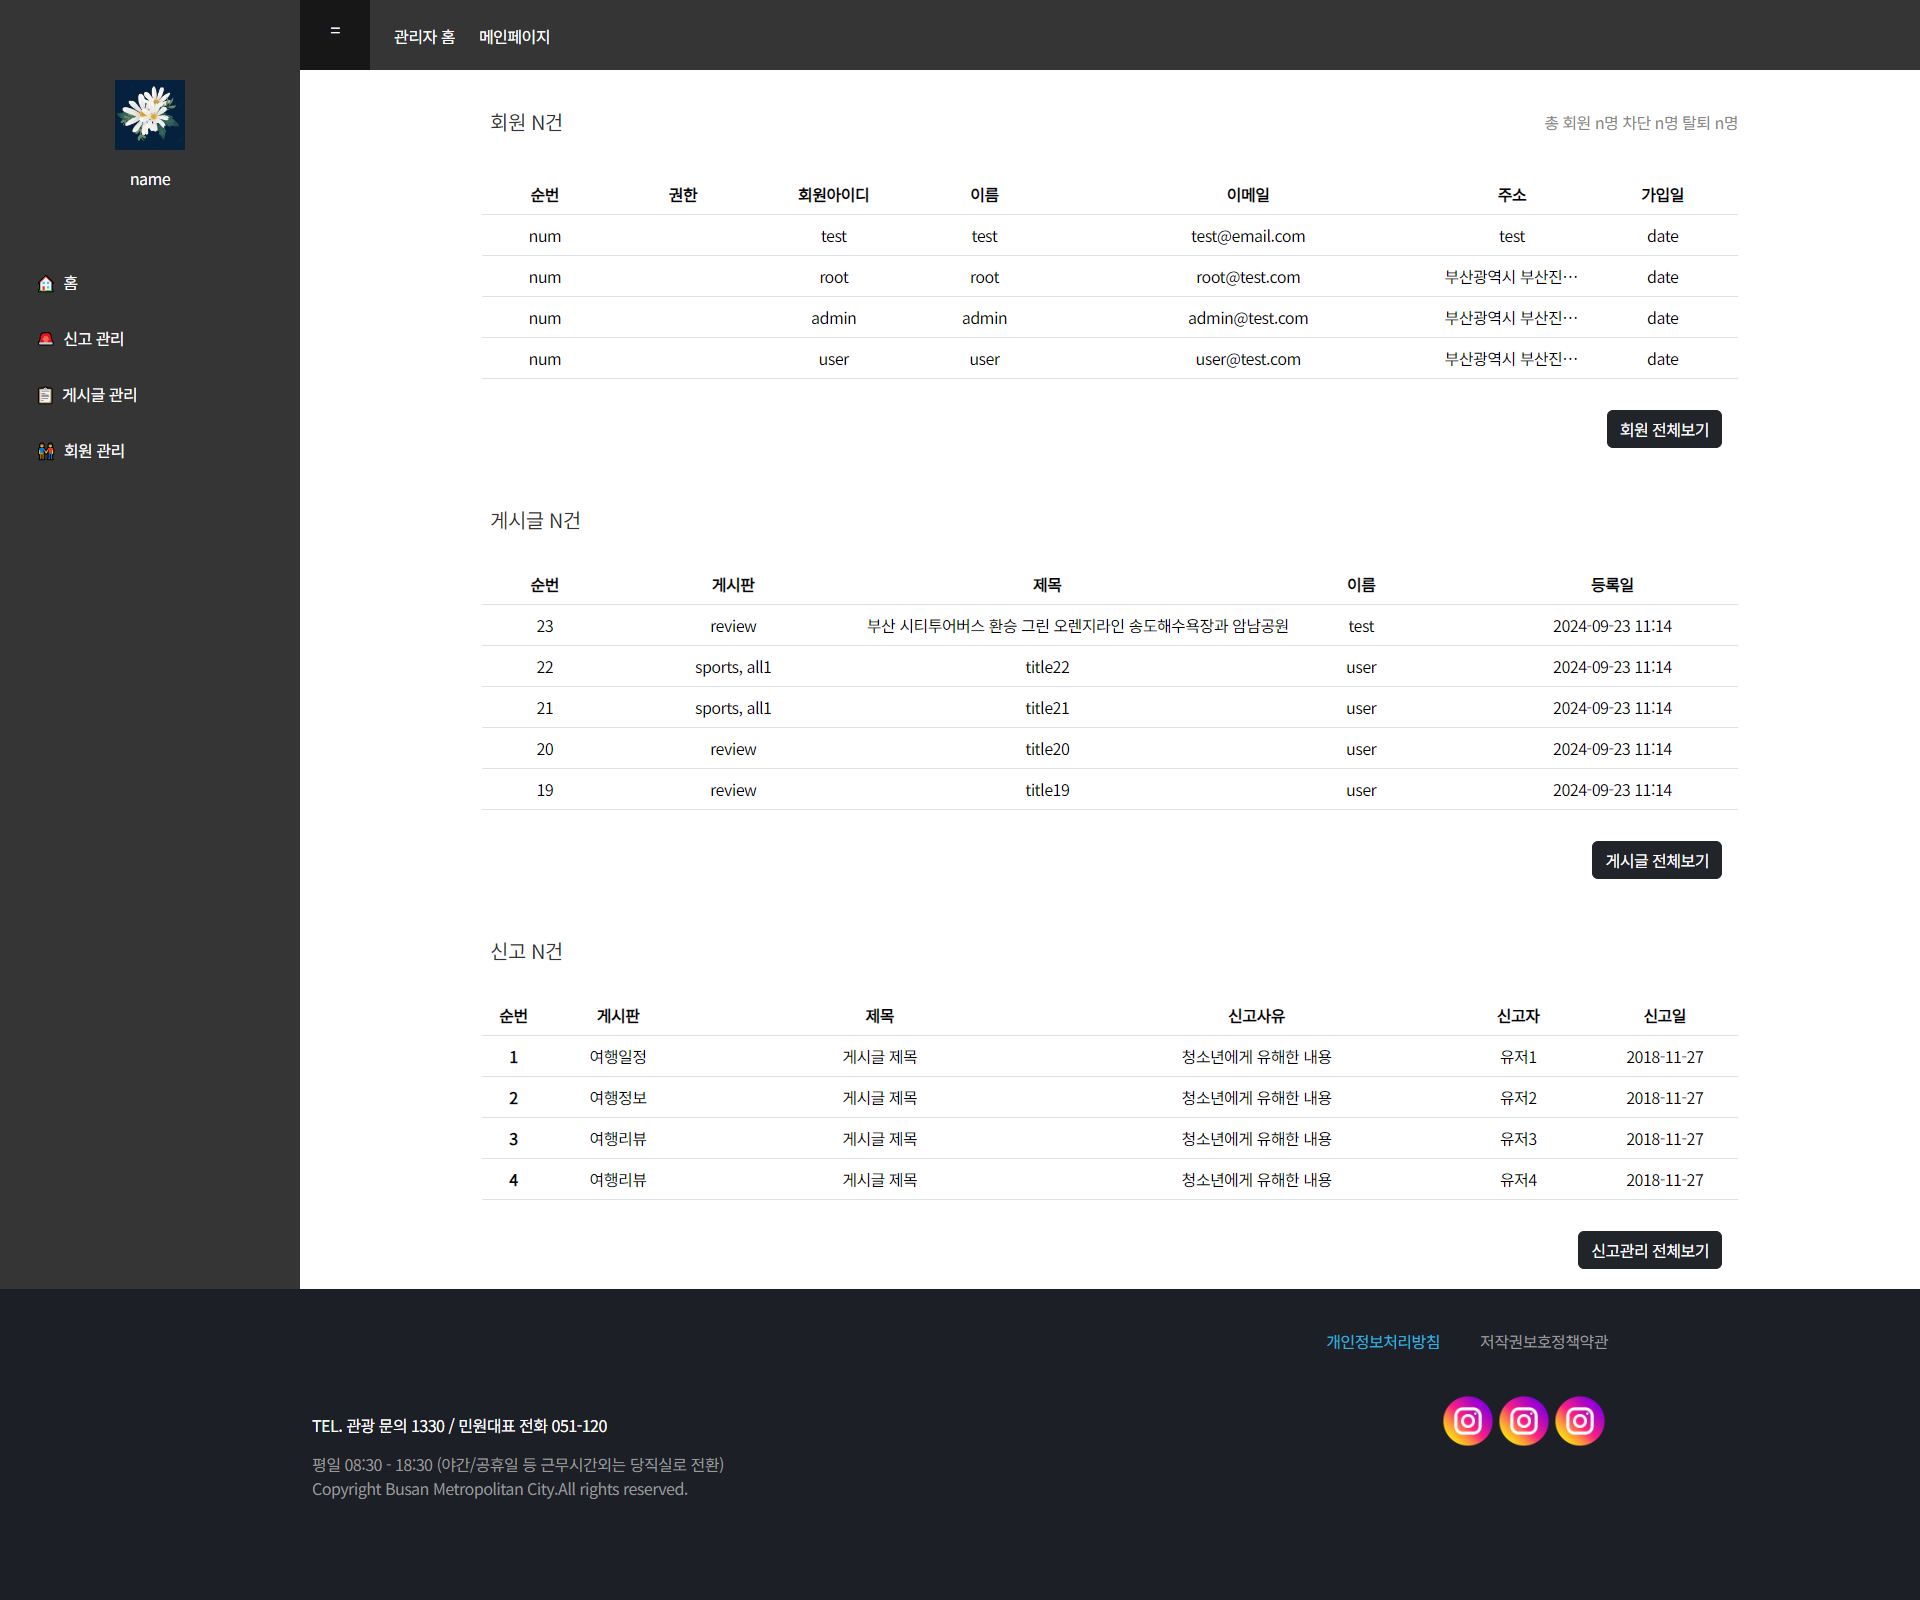 =
관리자 홈 메인페이지
name
홈
신고 관리
게시글 관리
회원 관리
회원 N건
총 회원 n명 차단 n명 탈퇴 n명
순번 권한 회원아이디 이름 이메일 주소 가입일
num test test test@email.com test date
num root root root@test.com 부산광역시 부산진… date
num admin admin admin@test.com 부산광역시 부산진… date
num user user user@test.com 부산광역시 부산진… date
회원 전체보기
게시글 N건
순번 게시판 제목 이름 등록일
23 review 부산 시티투어버스 환승 그린 오렌지라인 송도해수욕장과 암남공원 test 2024-09-23 11:14
22 sports, all1 title22 user 2024-09-23 11:14
21 sports, all1 title21 user 2024-09-23 11:14
20 review title20 user 2024-09-23 11:14
19 review title19 user 2024-09-23 11:14
게시글 전체보기
신고 N건
순번 게시판 제목 신고사유 신고자 신고일
1 여행일정 게시글 제목 청소년에게 유해한 내용 유저1 2018-11-27
2 여행정보 게시글 제목 청소년에게 유해한 내용 유저2 2018-11-27
3 여행리뷰 게시글 제목 청소년에게 유해한 내용 유저3 2018-11-27
4 여행리뷰 게시글 제목 청소년에게 유해한 내용 유저4 2018-11-27
신고관리 전체보기
개인정보처리방침 저작권보호정책약관
TEL. 관광 문의 1330 / 민원대표 전화 051-120
평일 08:30 - 18:30 (야간/공휴일 등 근무시간외는 당직실로 전환)
Copyright Busan Metropolitan City.All rights reserved.